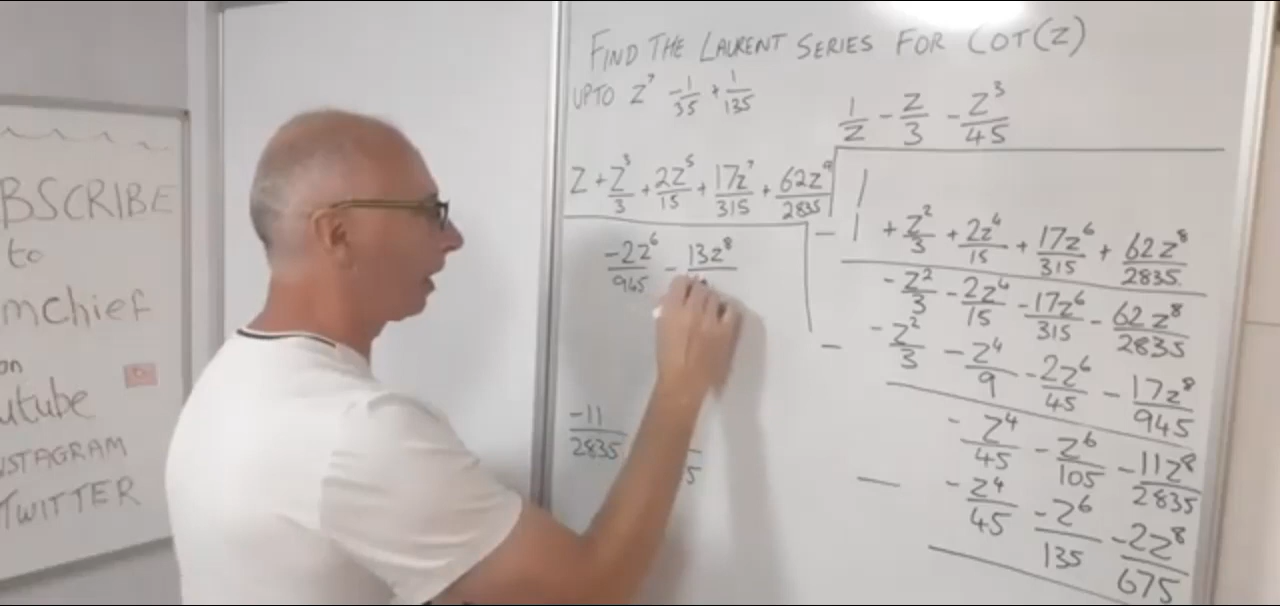 FIND THE LAURENT SERIES FOR COT(Z)
UPTO Z⁷ -1/35 + 1/135
1/Z - Z/3 - Z³/45
Z + Z³/3 + 2Z⁵/15 + 17Z⁷/315 + 62Z⁹/2835
1
- 1 + Z²/3 + 2Z⁴/15 + 17Z⁶/315 + 62Z⁸/2835
- Z²/3 - 2Z⁴/15 - 17Z⁶/315 - 62Z⁸/2835
- - Z²/3 - Z⁴/9 - 2Z⁶/45 - 17Z⁸/945
- Z⁴/45 - Z⁶/105 - 11Z⁸/2835
- - Z⁴/45 - Z⁶/135 - 2Z⁸/675
-2Z⁶/945 - 13Z⁸
-11/2835
BSCRIBE
to
mchief
on
utube
NSTAGRAM
TWITTER